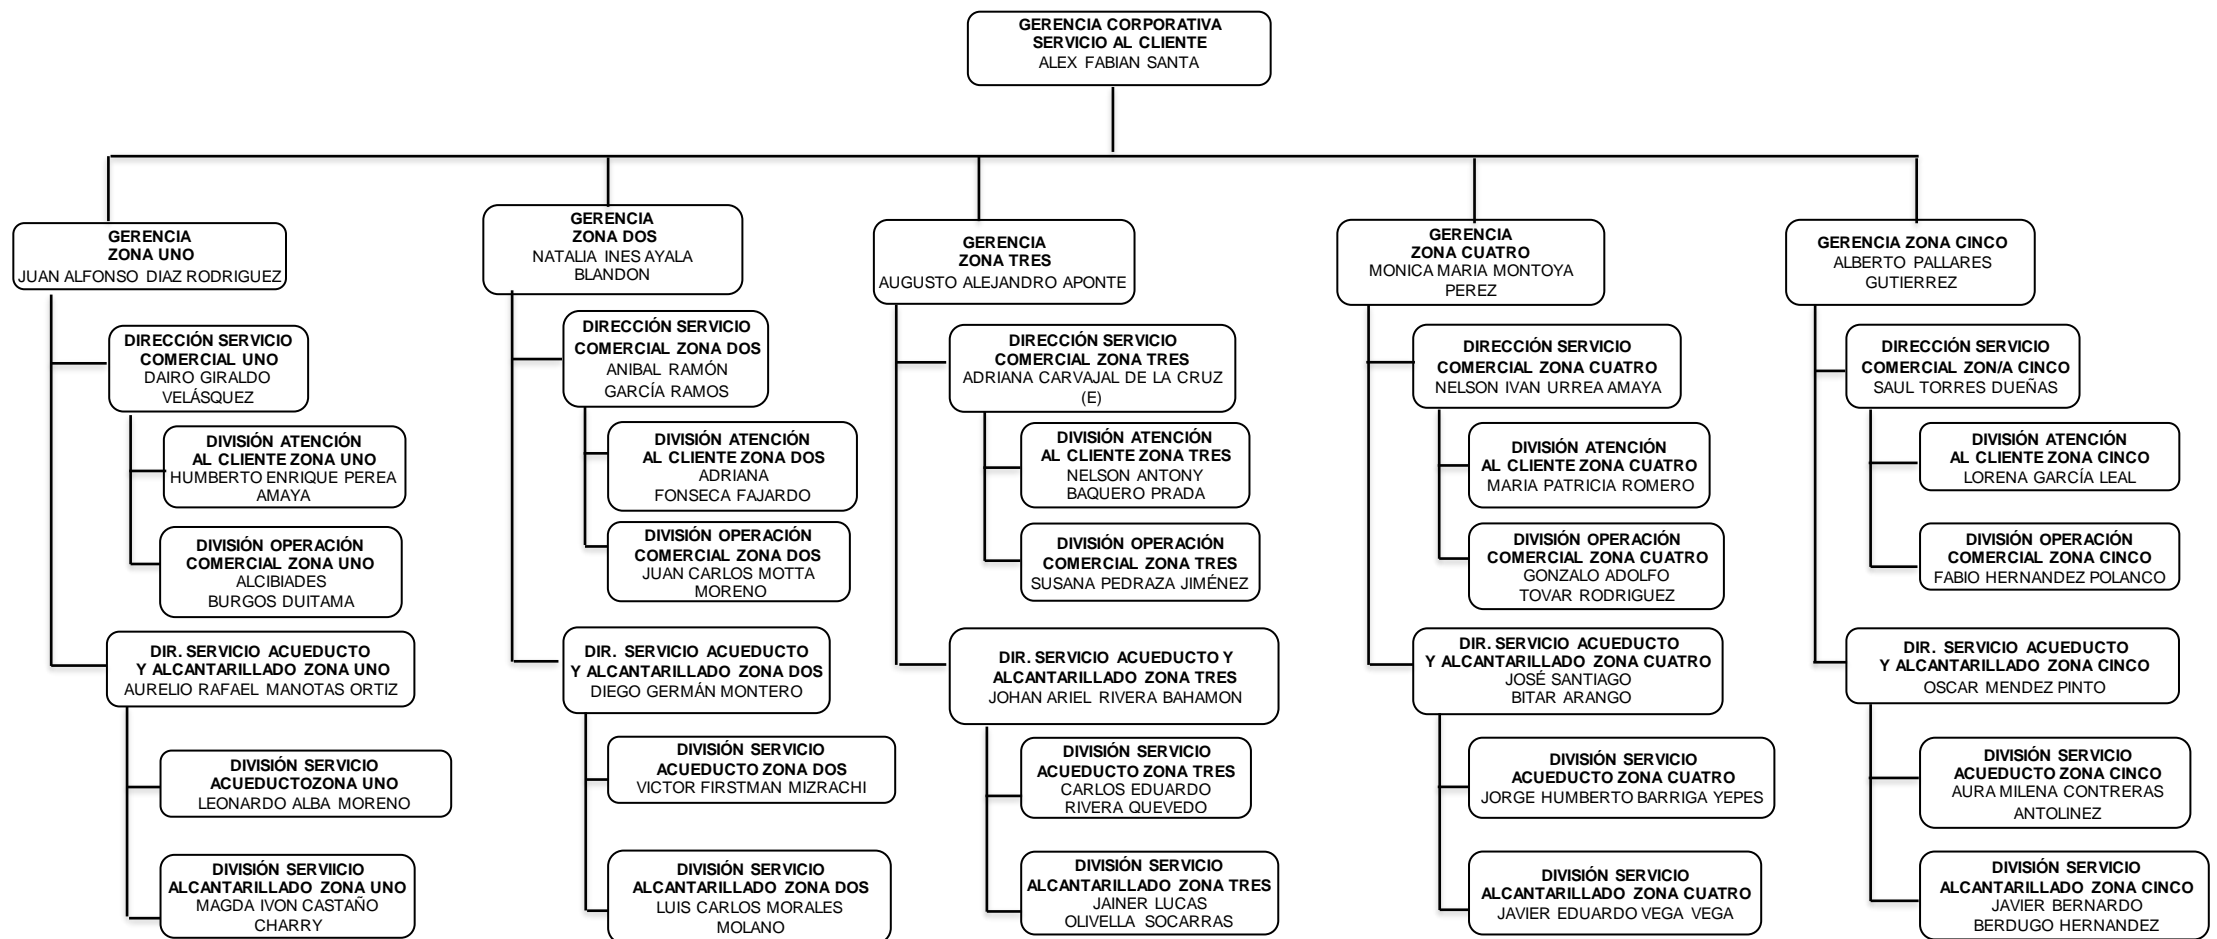 GERENCIA CORPORATIVA
SERVICIO AL CLIENTE
ALEX FABIAN SANTA
GERENCIA
ZONA UNO
JUAN ALFONSO DIAZ RODRIGUEZ
DIRECCIÓN SERVICIO
COMERCIAL UNO
DAIRO GIRALDO
VELÁSQUEZ
DIVISIÓN ATENCIÓN
AL CLIENTE ZONA UNO
HUMBERTO ENRIQUE PEREA
AMAYA
DIVISIÓN OPERACIÓN
COMERCIAL ZONA UNO
ALCIBIADES
BURGOS DUITAMA
DIR. SERVICIO ACUEDUCTO
Y ALCANTARILLADO ZONA UNO
AURELIO RAFAEL MANOTAS ORTIZ
DIVISIÓN SERVICIO
ACUEDUCTOZONA UNO
LEONARDO ALBA MORENO
DIVISIÓN SERVIICIO
ALCANTARILLADO ZONA UNO
MAGDA IVON CASTAÑO
CHARRY
GERENCIA
ZONA DOS
NATALIA INES AYALA
BLANDON
DIRECCIÓN SERVICIO
COMERCIAL ZONA DOS
ANIBAL RAMÓN
GARCÍA RAMOS
DIVISIÓN ATENCIÓN
AL CLIENTE ZONA DOS
ADRIANA
FONSECA FAJARDO
DIVISIÓN OPERACIÓN
COMERCIAL ZONA DOS
JUAN CARLOS MOTTA
MORENO
DIR. SERVICIO ACUEDUCTO
Y ALCANTARILLADO ZONA DOS
DIEGO GERMÁN MONTERO
DIVISIÓN SERVICIO
ACUEDUCTO ZONA DOS
VICTOR FIRSTMAN MIZRACHI
DIVISIÓN SERVICIO
ALCANTARILLADO ZONA DOS
LUIS CARLOS MORALES
MOLANO
GERENCIA
ZONA TRES
AUGUSTO ALEJANDRO APONTE
DIRECCIÓN SERVICIO
COMERCIAL ZONA TRES
ADRIANA CARVAJAL DE LA CRUZ
(E)
DIVISIÓN ATENCIÓN
AL CLIENTE ZONA TRES
NELSON ANTONY
BAQUERO PRADA
DIVISIÓN OPERACIÓN
COMERCIAL ZONA TRES
SUSANA PEDRAZA JIMÉNEZ
DIR. SERVICIO ACUEDUCTO Y
ALCANTARILLADO ZONA TRES
JOHAN ARIEL RIVERA BAHAMON
DIVISIÓN SERVICIO
ACUEDUCTO ZONA TRES
CARLOS EDUARDO
RIVERA QUEVEDO
DIVISIÓN SERVICIO
ALCANTARILLADO ZONA TRES
JAINER LUCAS
OLIVELLA SOCARRAS
GERENCIA
ZONA CUATRO
MONICA MARIA MONTOYA
PEREZ
DIRECCIÓN SERVICIO
COMERCIAL ZONA CUATRO
NELSON IVAN URREA AMAYA
DIVISIÓN ATENCIÓN
AL CLIENTE ZONA CUATRO
MARIA PATRICIA ROMERO
DIVISIÓN OPERACIÓN
COMERCIAL ZONA CUATRO
GONZALO ADOLFO
TOVAR RODRIGUEZ
DIR. SERVICIO ACUEDUCTO
Y ALCANTARILLADO ZONA CUATRO
JOSÉ SANTIAGO
BITAR ARANGO
DIVISIÓN SERVICIO
ACUEDUCTO ZONA CUATRO
JORGE HUMBERTO BARRIGA YEPES
DIVISIÓN SERVICIO
ALCANTARILLADO ZONA CUATRO
JAVIER EDUARDO VEGA VEGA
GERENCIA ZONA CINCO
ALBERTO PALLARES
GUTIERREZ
DIRECCIÓN SERVICIO
COMERCIAL ZON/A CINCO
SAUL TORRES DUEÑAS
DIVISIÓN ATENCIÓN
AL CLIENTE ZONA CINCO
LORENA GARCÍA LEAL
DIVISIÓN OPERACIÓN
COMERCIAL ZONA CINCO
FABIO HERNANDEZ POLANCO
DIR. SERVICIO ACUEDUCTO
Y ALCANTARILLADO ZONA CINCO
OSCAR MENDEZ PINTO
DIVISIÓN SERVICIO
ACUEDUCTO ZONA CINCO
AURA MILENA CONTRERAS
ANTOLINEZ
DIVISIÓN SERVICIO
ALCANTARILLADO ZONA CINCO
JAVIER BERNARDO
BERDUGO HERNANDEZ